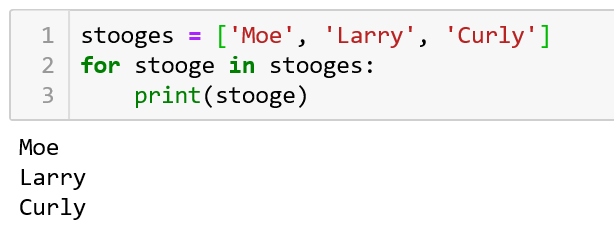 1 stooges = ['Moe', 'Larry', 'Curly']
2 for stooge in stooges:
3     print(stooge)
Moe
Larry
Curly